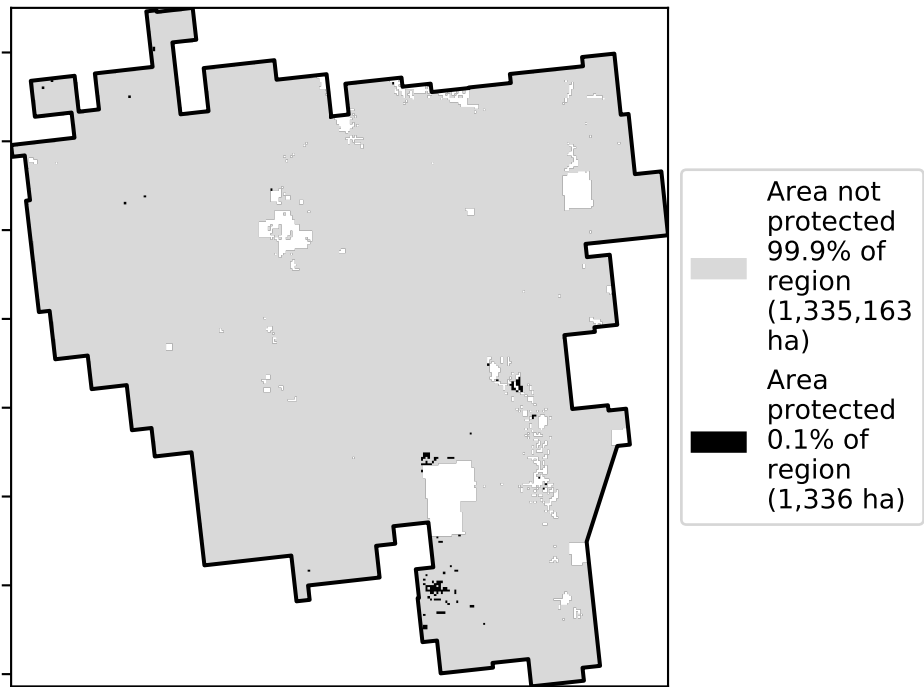 Area not
protected
99.9% of
region
(1,335,163
ha)
Area
protected
0.1% of
region
(1,336 ha)